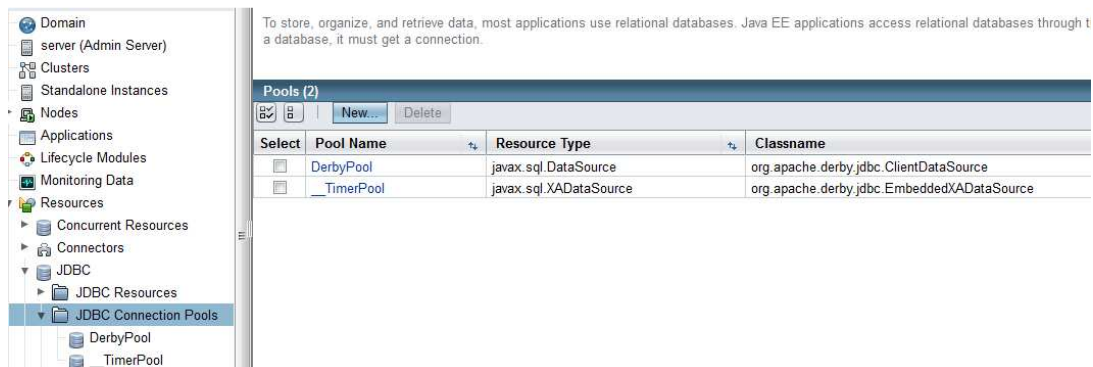 Domain
server (Admin Server)
Clusters
Standalone Instances
Nodes
Applications
Lifecycle Modules
Monitoring Data
Resources
Concurrent Resources
Connectors
JDBC
JDBC Resources
JDBC Connection Pools
DerbyPool
__TimerPool
To store, organize, and retrieve data, most applications use relational databases. Java EE applications access relational databases through
a database, it must get a connection.
Pools (2)
New... Delete
Select Pool Name Resource Type Classname
DerbyPool javax.sql.DataSource org.apache.derby.jdbc.ClientDataSource
__TimerPool javax.sql.XADataSource org.apache.derby.jdbc.EmbeddedXADataSource